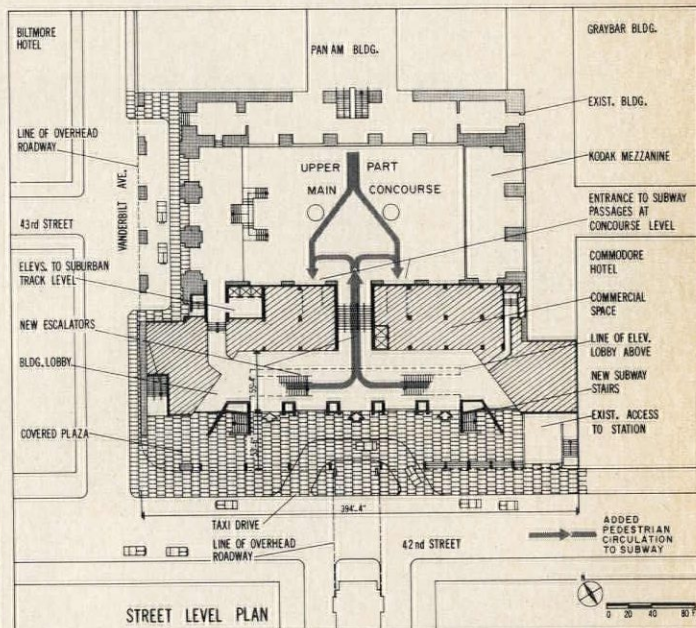 BILTMORE
HOTEL
PAN AM BLDG.
GRAYBAR BLDG.
EXIST. BLDG.
LINE OF OVERHEAD
ROADWAY
KODAK MEZZANINE
UPPER PART
MAIN CONCOURSE
VANDERBILT AVE.
ENTRANCE TO SUBWAY
PASSAGES AT
CONCOURSE LEVEL
43rd STREET
COMMODORE
HOTEL
ELEVS. TO SUBURBAN
TRACK LEVEL
COMMERCIAL
SPACE
NEW ESCALATORS
LINE OF ELEV.
LOBBY ABOVE
BLDG. LOBBY
NEW SUBWAY
STAIRS
COVERED PLAZA
EXIST. ACCESS
TO STATION
394'-4"
TAXI DRIVE
LINE OF OVERHEAD
ROADWAY
42nd STREET
ADDED
PEDESTRIAN
CIRCULATION
TO SUBWAY
N
STREET LEVEL PLAN
0 20 40 80 F